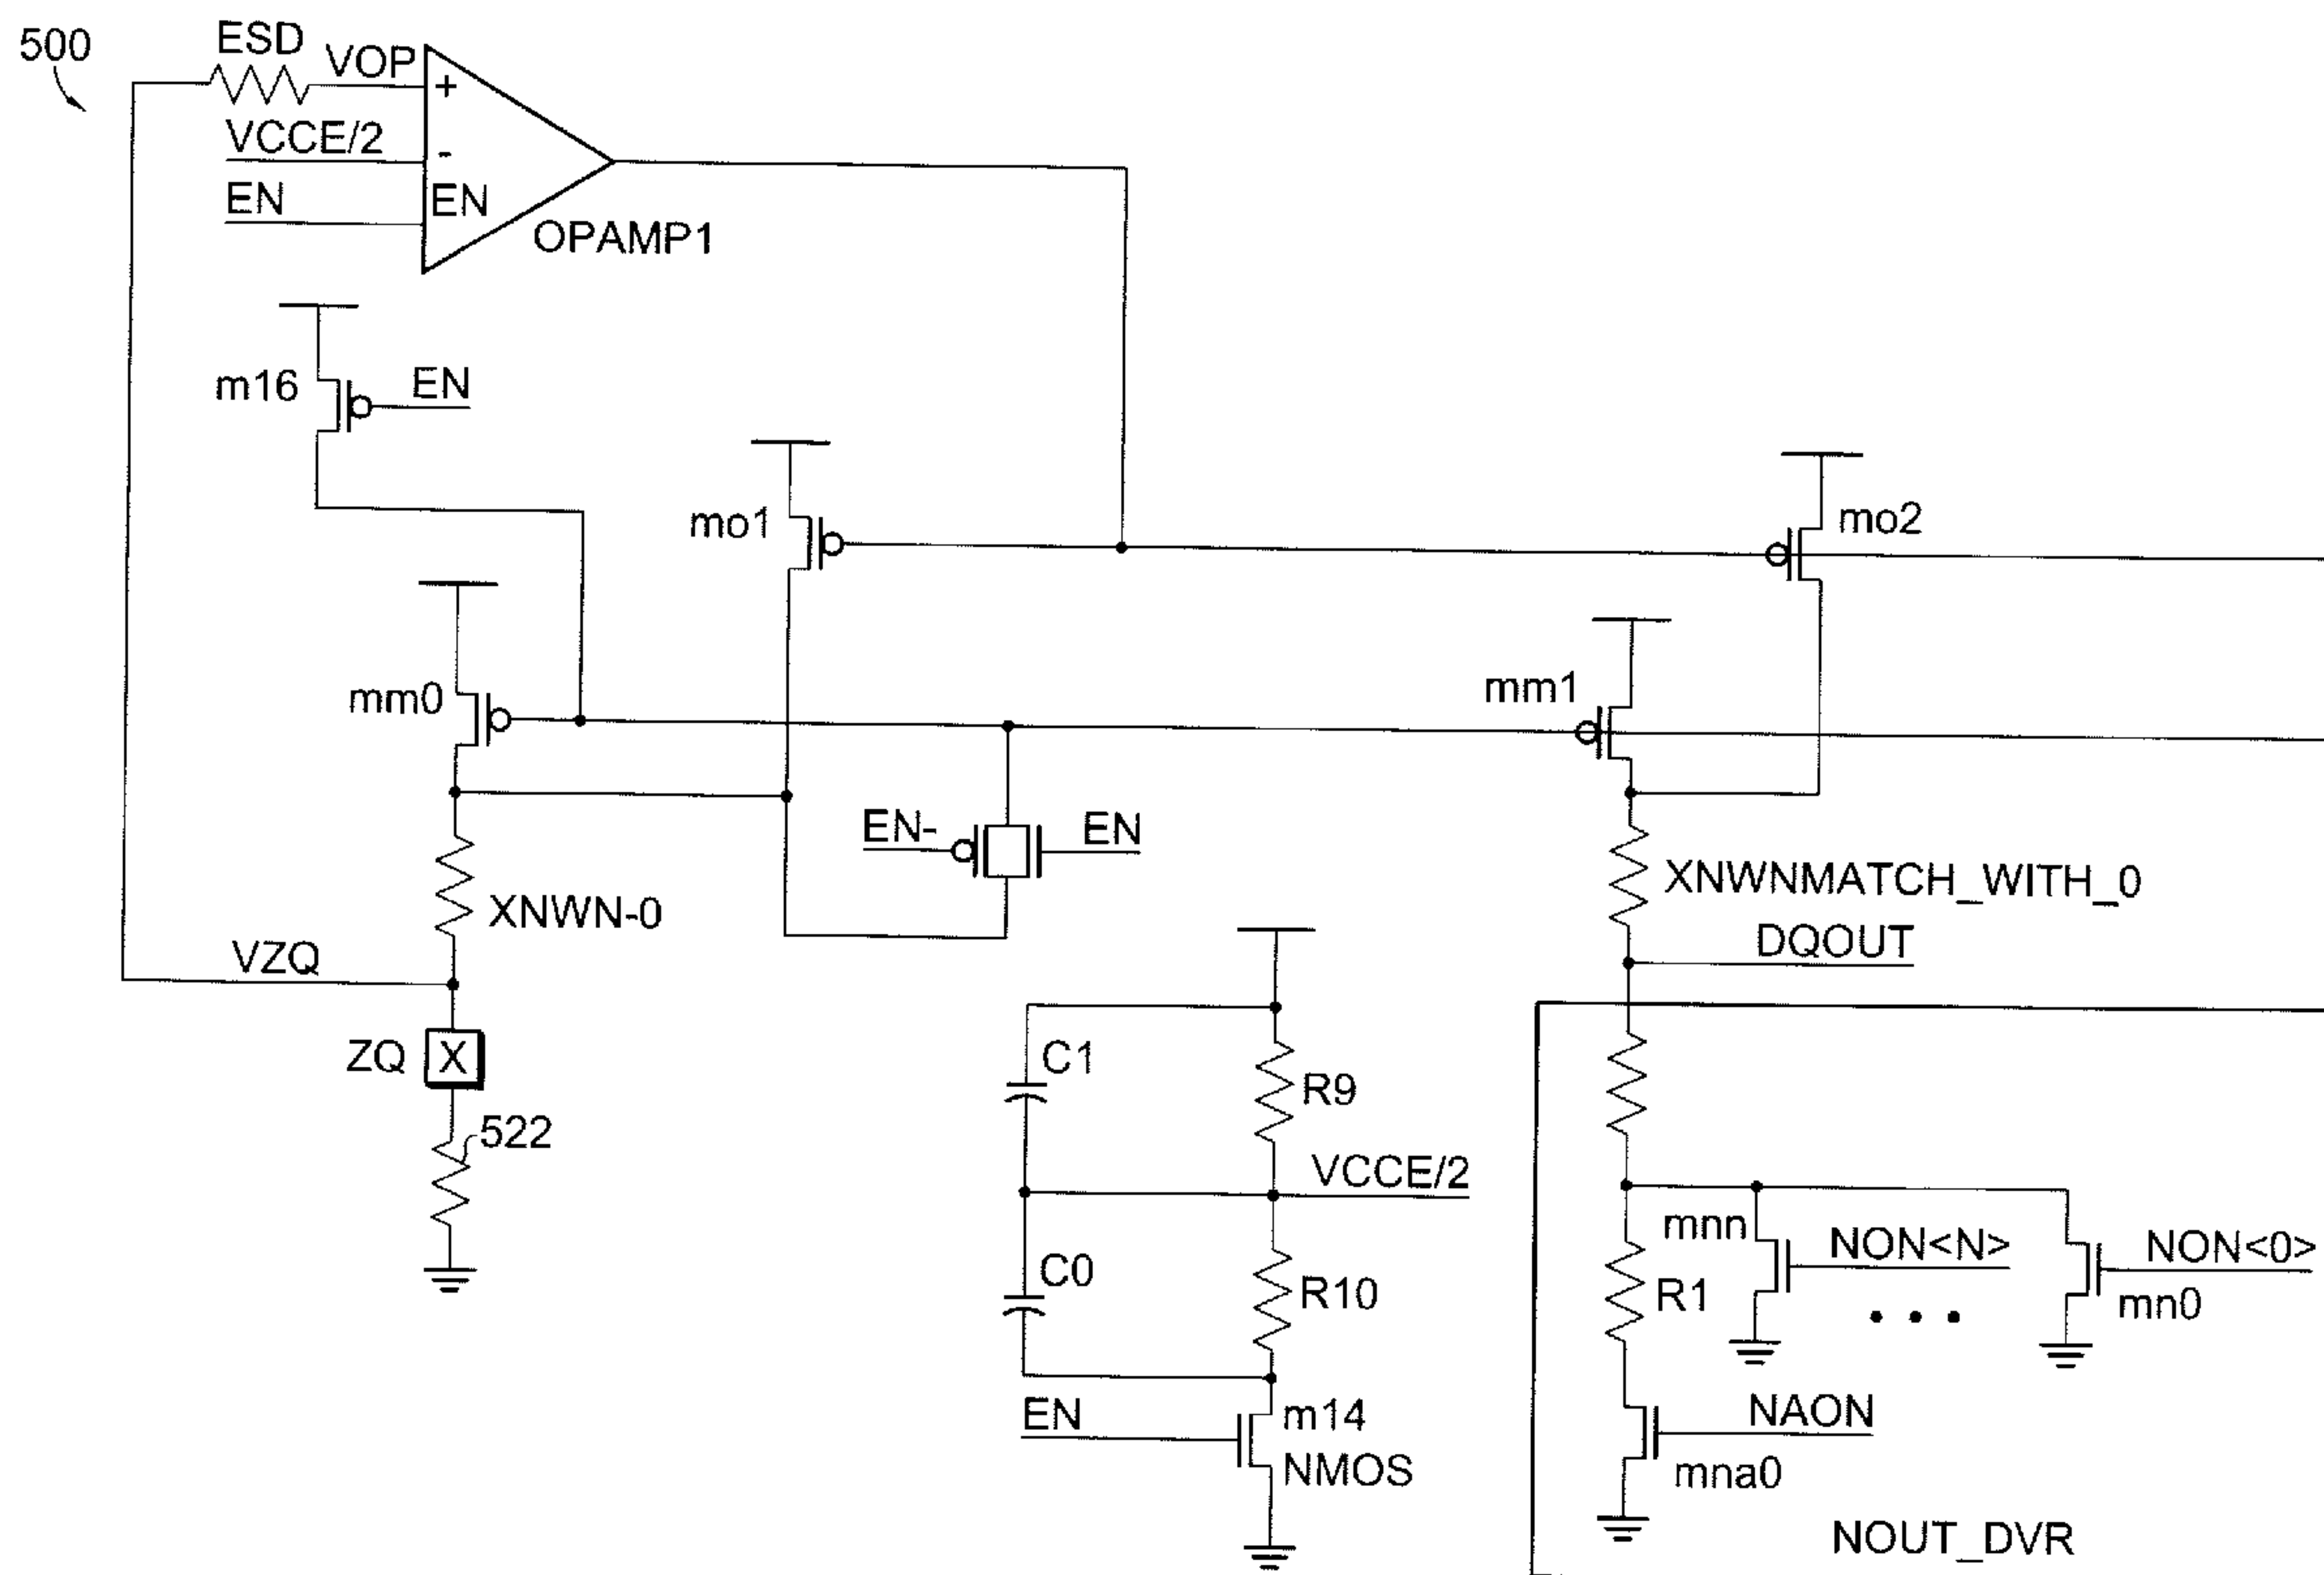 500
ESD
VOP
+
VCCE/2
-
EN
EN
OPAMP1
m16
EN
mo1
mo2
mm0
mm1
EN-
EN
XNWN-0
XNWNMATCH_WITH_0
VZQ
DQOUT
ZQ
X
C1
R9
522
VCCE/2
mnn
NON<N>
NON<0>
C0
R10
R1
mn0
• • •
EN
m14
NMOS
NAON
mna0
NOUT_DVR